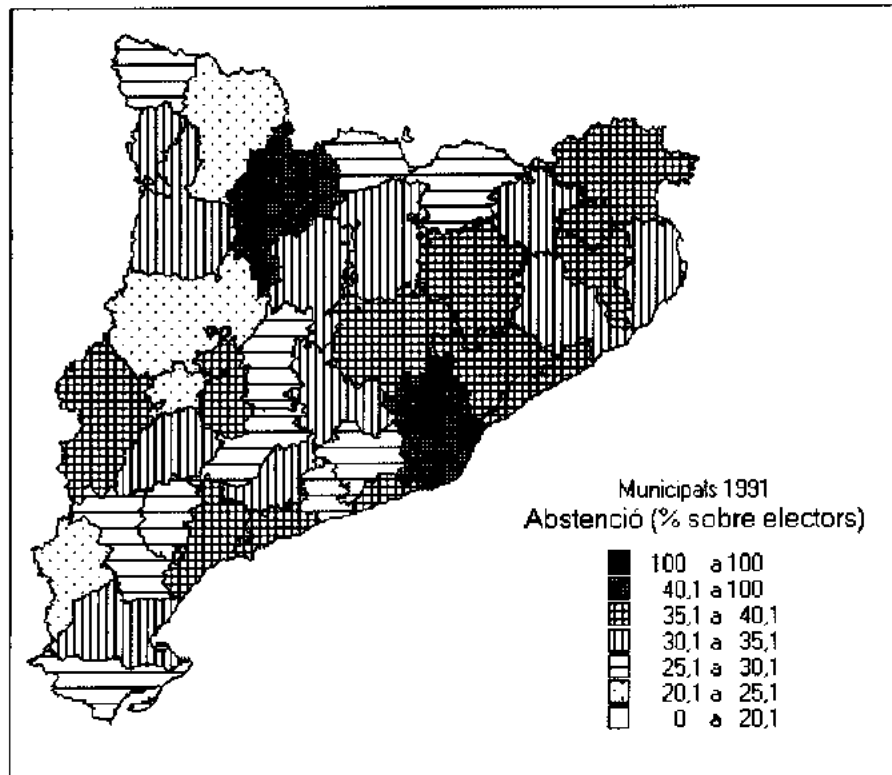 Municipals 1991
Abstenció (% sobre electors)
100 a 100
40,1 a 100
35,1 a 40,1
30,1 a 35,1
25,1 a 30,1
20,1 a 25,1
0 a 20,1